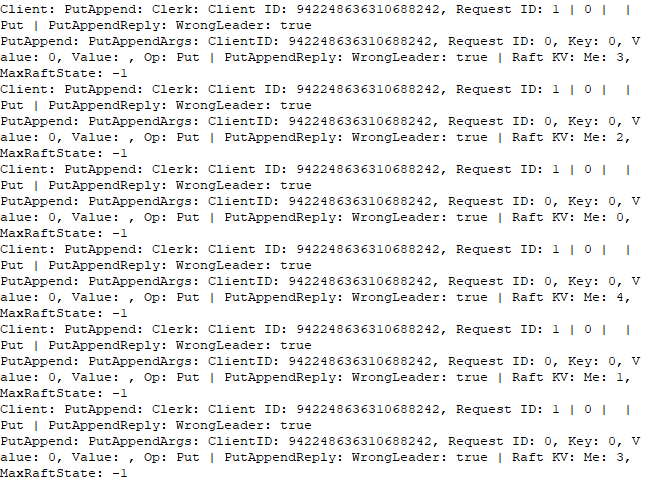 Client: PutAppend: Clerk: Client ID: 942248636310688242, Request ID: 1 | 0 |  |
Put | PutAppendReply: WrongLeader: true
PutAppend: PutAppendArgs: ClientID: 942248636310688242, Request ID: 0, Key: 0, V
alue: 0, Value: , Op: Put | PutAppendReply: WrongLeader: true | Raft KV: Me: 3,
MaxRaftState: -1
Client: PutAppend: Clerk: Client ID: 942248636310688242, Request ID: 1 | 0 |  |
Put | PutAppendReply: WrongLeader: true
PutAppend: PutAppendArgs: ClientID: 942248636310688242, Request ID: 0, Key: 0, V
alue: 0, Value: , Op: Put | PutAppendReply: WrongLeader: true | Raft KV: Me: 2,
MaxRaftState: -1
Client: PutAppend: Clerk: Client ID: 942248636310688242, Request ID: 1 | 0 |  |
Put | PutAppendReply: WrongLeader: true
PutAppend: PutAppendArgs: ClientID: 942248636310688242, Request ID: 0, Key: 0, V
alue: 0, Value: , Op: Put | PutAppendReply: WrongLeader: true | Raft KV: Me: 0,
MaxRaftState: -1
Client: PutAppend: Clerk: Client ID: 942248636310688242, Request ID: 1 | 0 |  |
Put | PutAppendReply: WrongLeader: true
PutAppend: PutAppendArgs: ClientID: 942248636310688242, Request ID: 0, Key: 0, V
alue: 0, Value: , Op: Put | PutAppendReply: WrongLeader: true | Raft KV: Me: 4,
MaxRaftState: -1
Client: PutAppend: Clerk: Client ID: 942248636310688242, Request ID: 1 | 0 |  |
Put | PutAppendReply: WrongLeader: true
PutAppend: PutAppendArgs: ClientID: 942248636310688242, Request ID: 0, Key: 0, V
alue: 0, Value: , Op: Put | PutAppendReply: WrongLeader: true | Raft KV: Me: 1,
MaxRaftState: -1
Client: PutAppend: Clerk: Client ID: 942248636310688242, Request ID: 1 | 0 |  |
Put | PutAppendReply: WrongLeader: true
PutAppend: PutAppendArgs: ClientID: 942248636310688242, Request ID: 0, Key: 0, V
alue: 0, Value: , Op: Put | PutAppendReply: WrongLeader: true | Raft KV: Me: 3,
MaxRaftState: -1